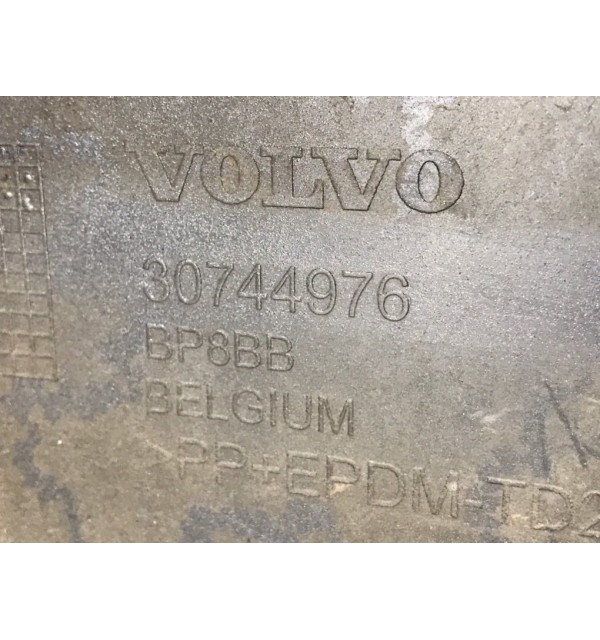 VOLVO
30744976
BP8BB
BELGIUM
>PP+EPDM-TD2